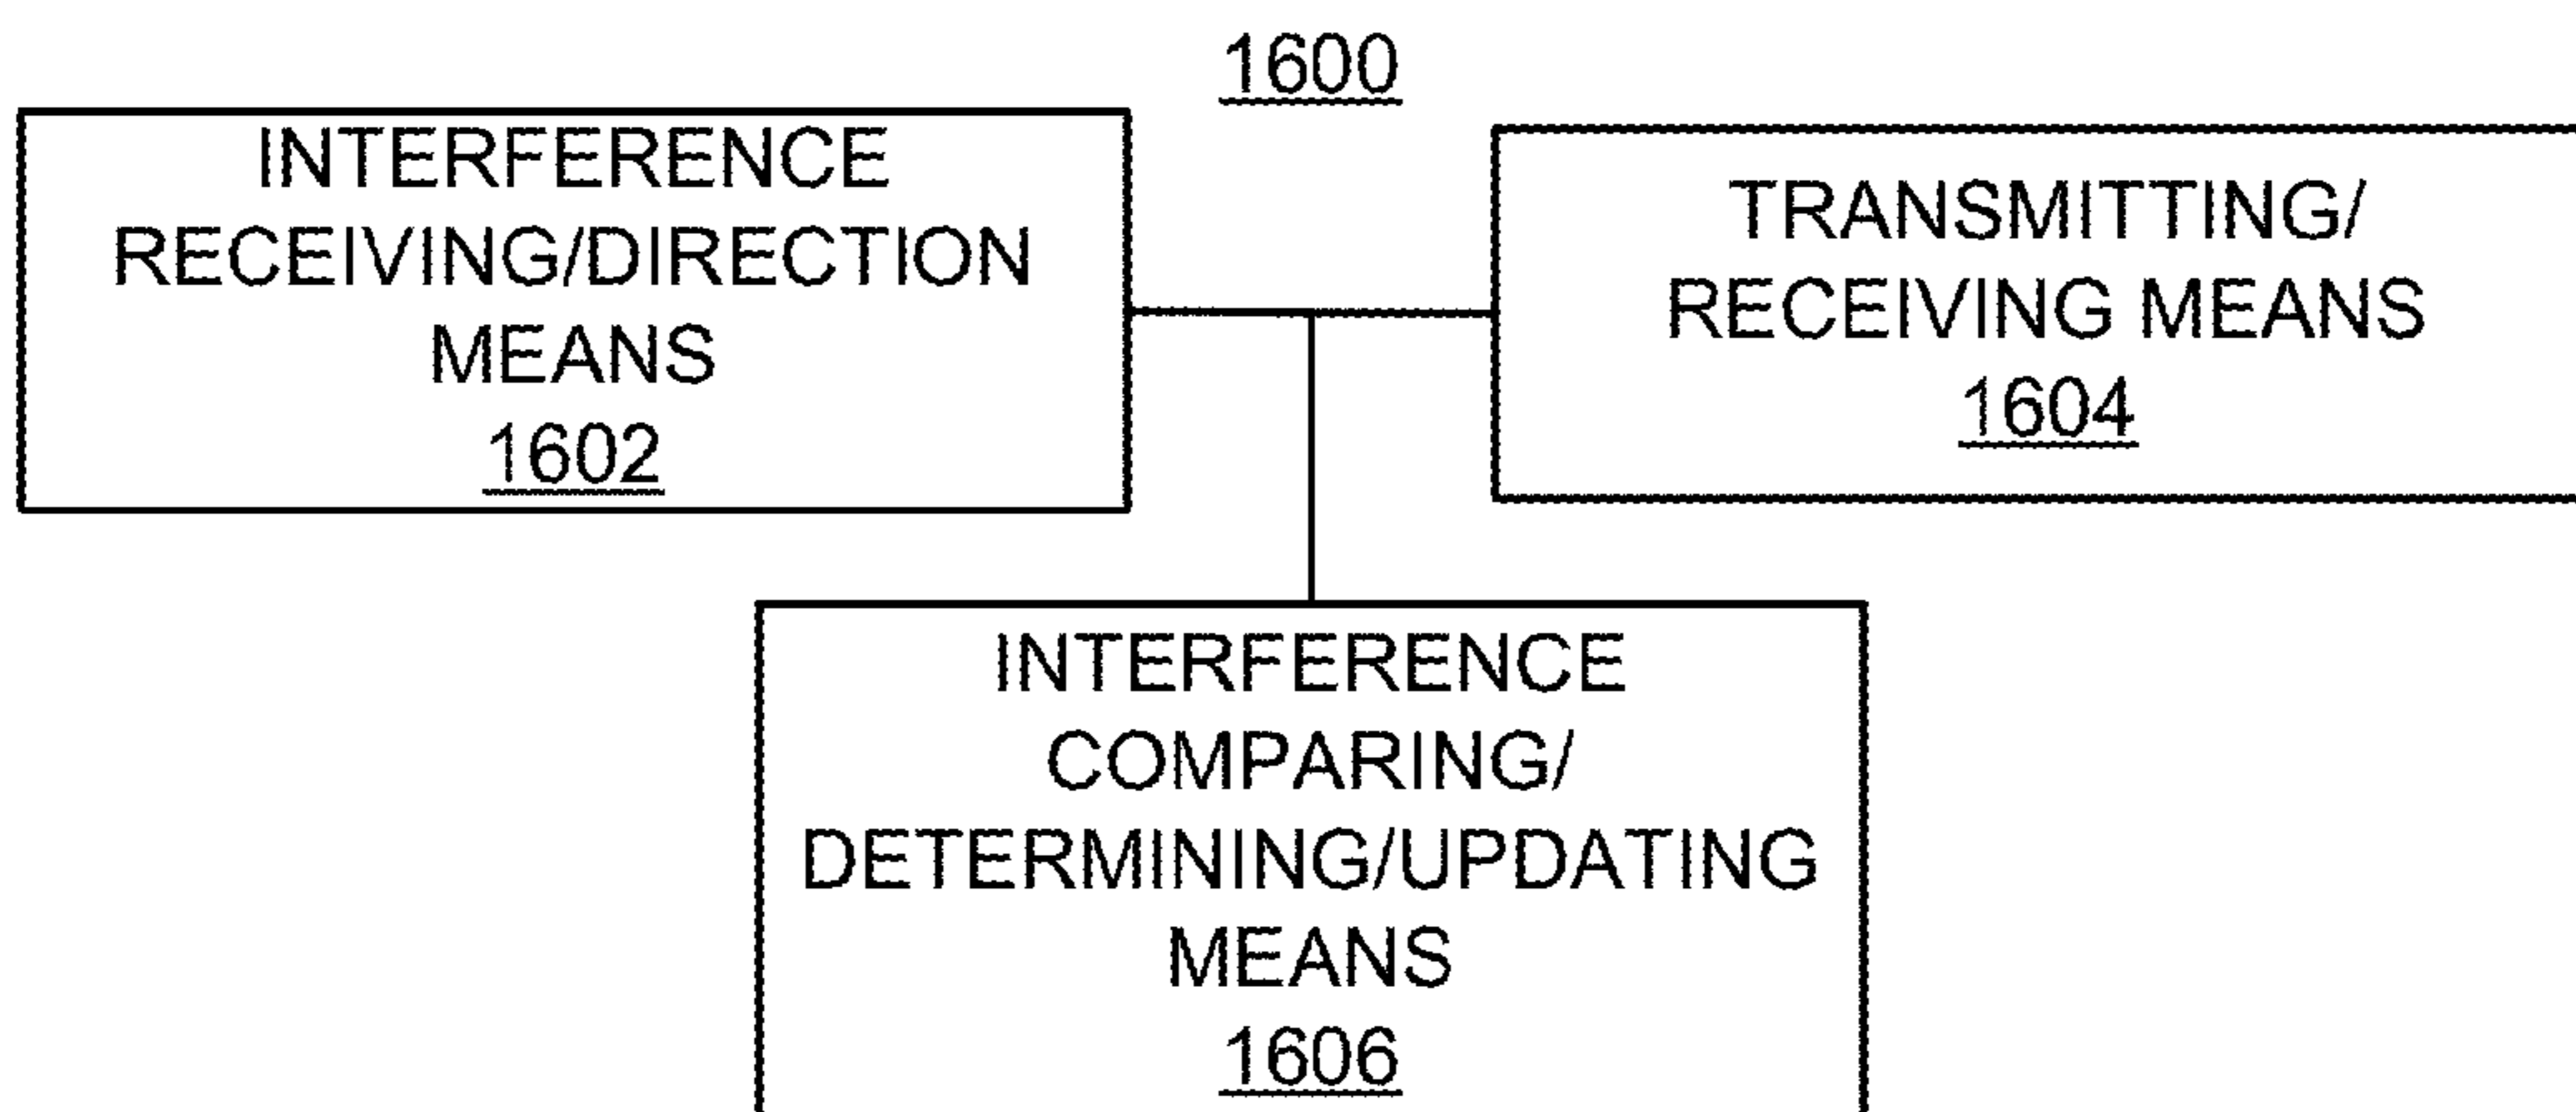 1600
INTERFERENCE
RECEIVING/DIRECTION
MEANS
1602
TRANSMITTING/
RECEIVING MEANS
1604
INTERFERENCE
COMPARING/
DETERMINING/UPDATING
MEANS
1606